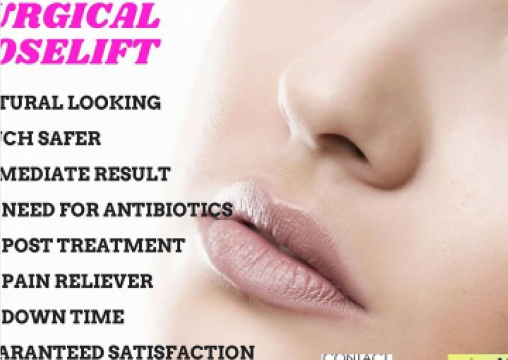 URGICAL
OSELIFT
TURAL LOOKING
CH SAFER
MEDIATE RESULT
NEED FOR ANTIBIOTICS
POST TREATMENT
PAIN RELIEVER
DOWN TIME
ARANTEED SATISFACTION
CONTACT